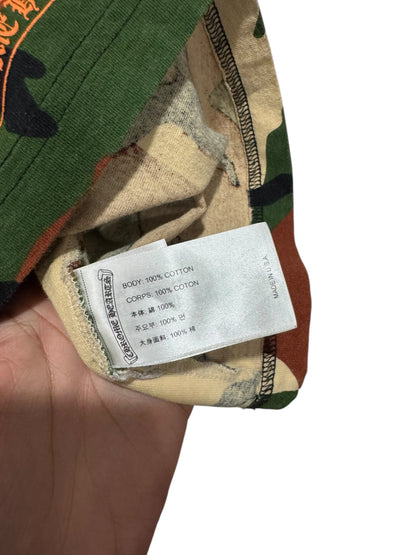 CHROME HEARTS
BODY: 100% COTTON
CORPS: 100% COTON
本体: 綿 100%
주요부: 100% 면
大身面料: 100% 棉
MADE IN U.S.A.